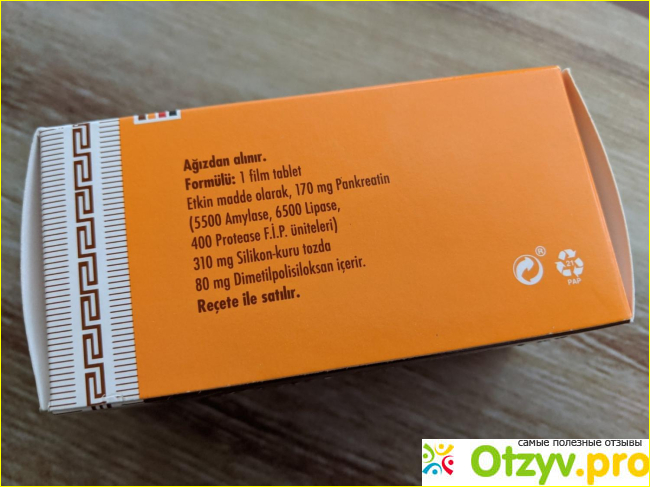 Ağızdan alınır.
Formülü: 1 film tablet
Etkin madde olarak, 170 mg Pankreatin
(5500 Amylase, 6500 Lipase,
400 Protease F.İ.P. üniteleri)
310 mg Silikon-kuru tozda
80 mg Dimetilpolisiloksan içerir.
Reçete ile satılır.
®
21
PAP
самые полезные отзывы
Otzyv.pro